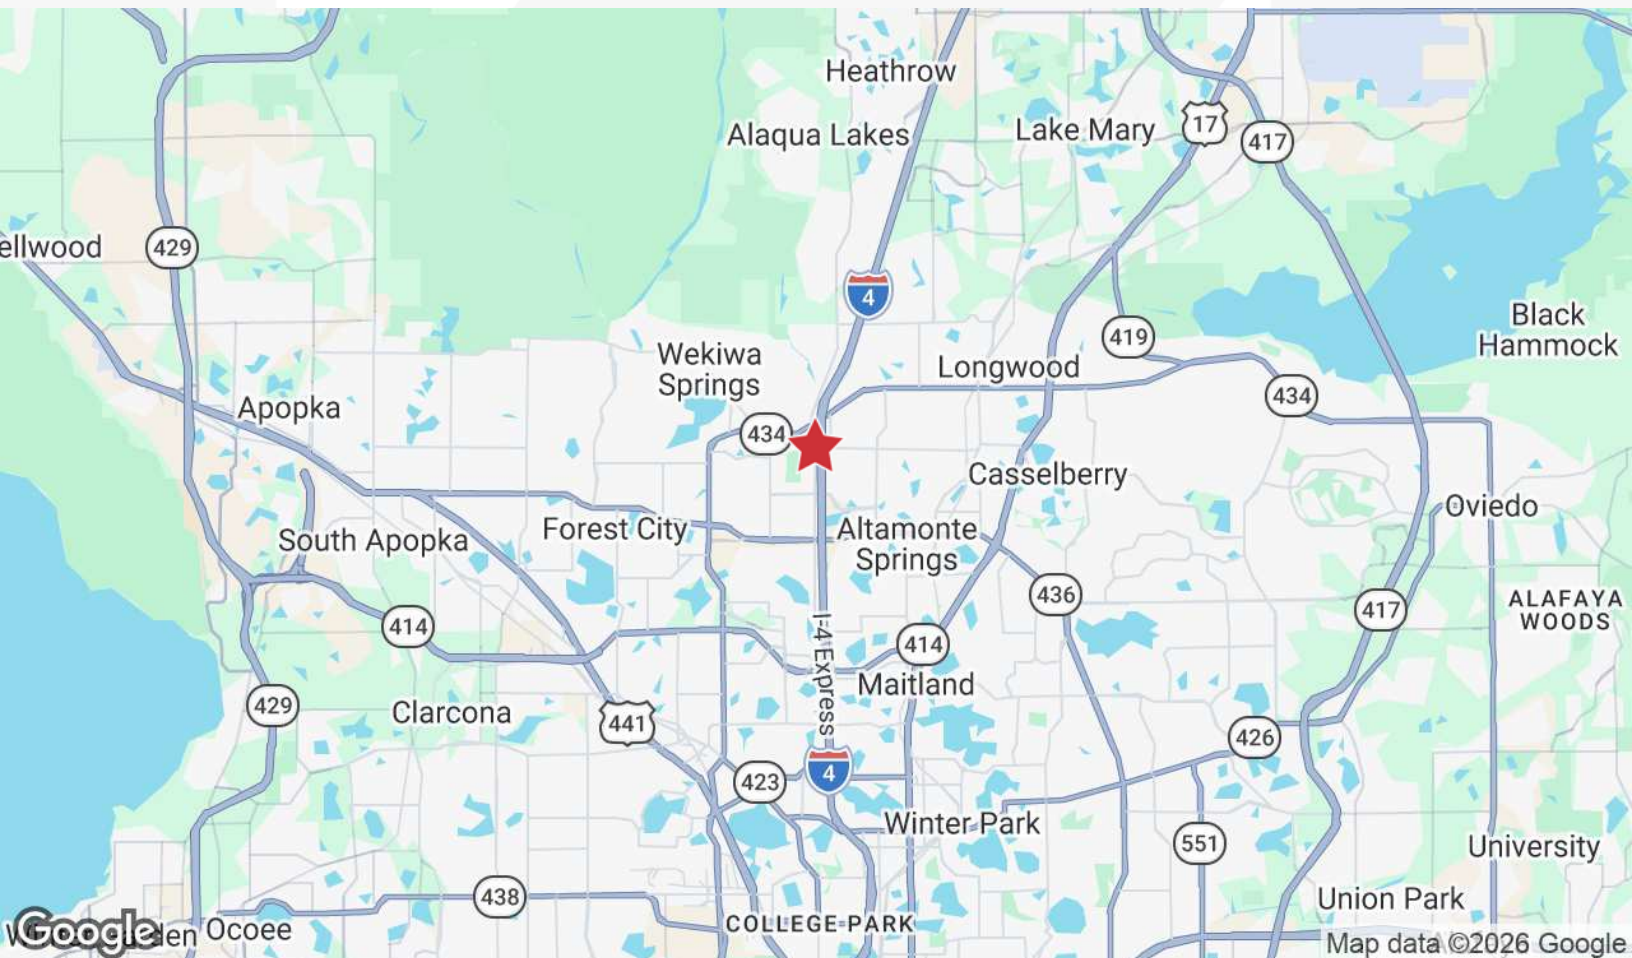 Heathrow
Alaqua Lakes
Lake Mary
17
417
ellwood
429
4
Black
Hammock
419
Wekiwa
Springs
Longwood
434
Apopka
434
Casselberry
Oviedo
South Apopka
Forest City
Altamonte
Springs
436
417
ALAFAYA
WOODS
414
414
I-4 Express
Maitland
429
Clarcona
441
426
423
4
Winter Park
551
University
438
Union Park
COLLEGE PARK
Google
Ocoee
Map data ©2026 Google